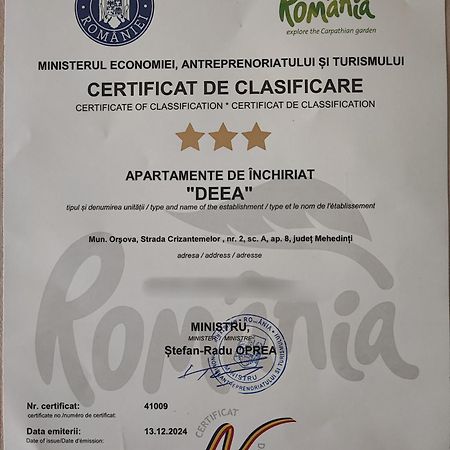 ROMÂNIEI
România
explore the Carpathian garden
MINISTERUL ECONOMIEI, ANTREPRENORIATULUI ȘI TURISMULUI
CERTIFICAT DE CLASIFICARE
CERTIFICATE OF CLASSIFICATION * CERTIFICAT DE CLASSIFICATION
APARTAMENTE DE ÎNCHIRIAT
"DEEA"
tipul și denumirea unității / type and name of the establishment / type et le nom de l'établissement
Mun. Orșova, Strada Crizantemelor , nr. 2, sc. A, ap. 8, județ Mehedinți
adresa / address / adresse
România
MINISTRU,
MINISTER MINISTRE
Ștefan-Radu OPREA
Nr. certificat: 41009
certificate no /numéro de certificat:
Data emiterii: 13.12.2024
Date of issue/Date d'émission:
CERTIFICAT